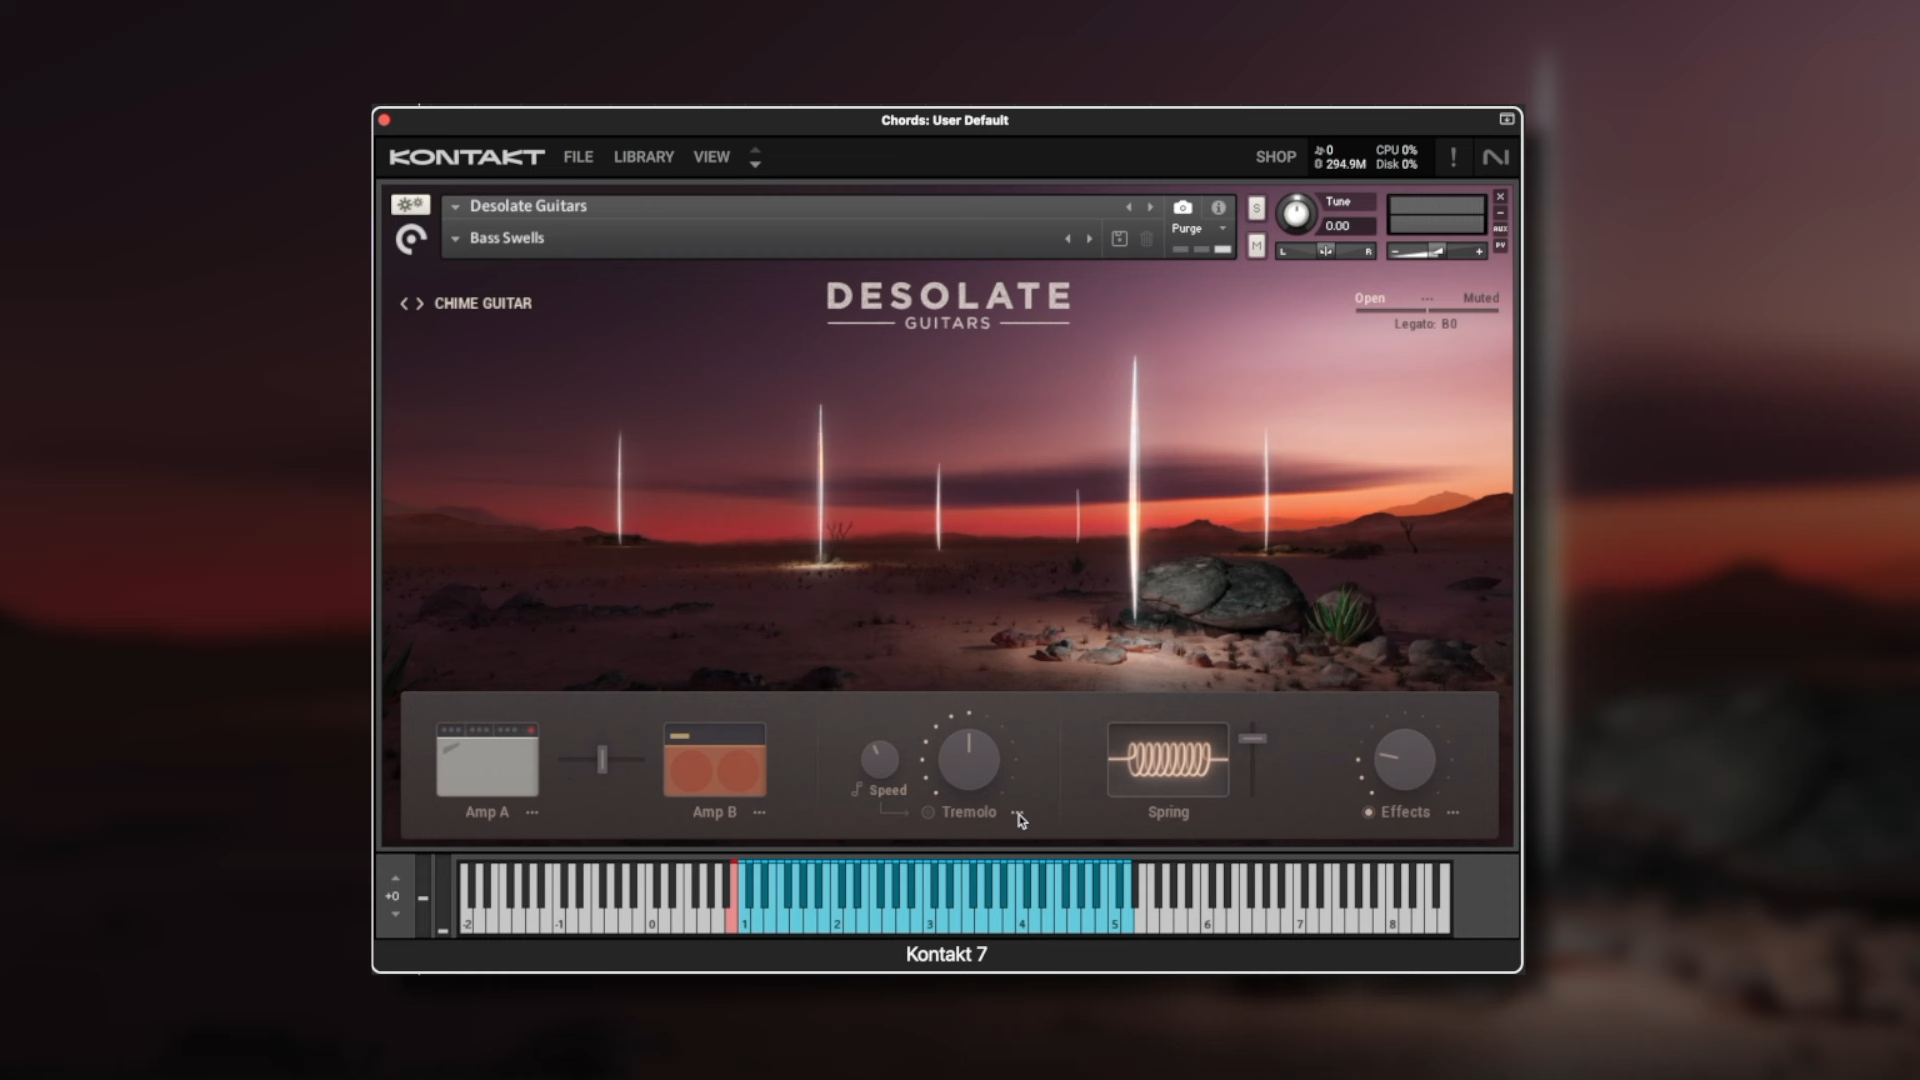 Chords: User Default
KONTAKT FILE LIBRARY VIEW SHOP 0 CPU 0%
294.9M Disk 0% !
Desolate Guitars S Tune
Purge 0.00
Bass Swells M L R - +
AUX
PV
CHIME GUITAR DESOLATE
GUITARS
Open ... Muted
Legato: B0
Speed
Amp A ... Amp B ... Tremolo ... Spring Effects ...
+0 -2 -1 0 1 2 3 4 5 6 7 8
Kontakt 7